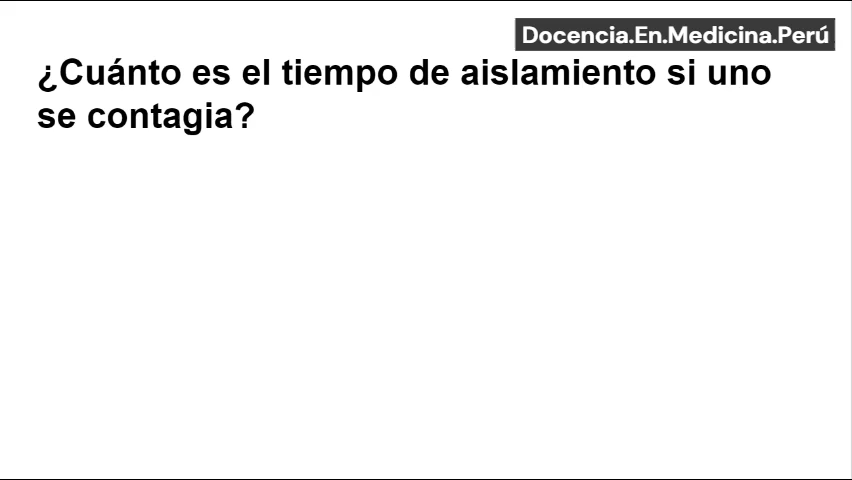 Docencia.En.Medicina.Perú
¿Cuánto es el tiempo de aislamiento si uno
se contagia?